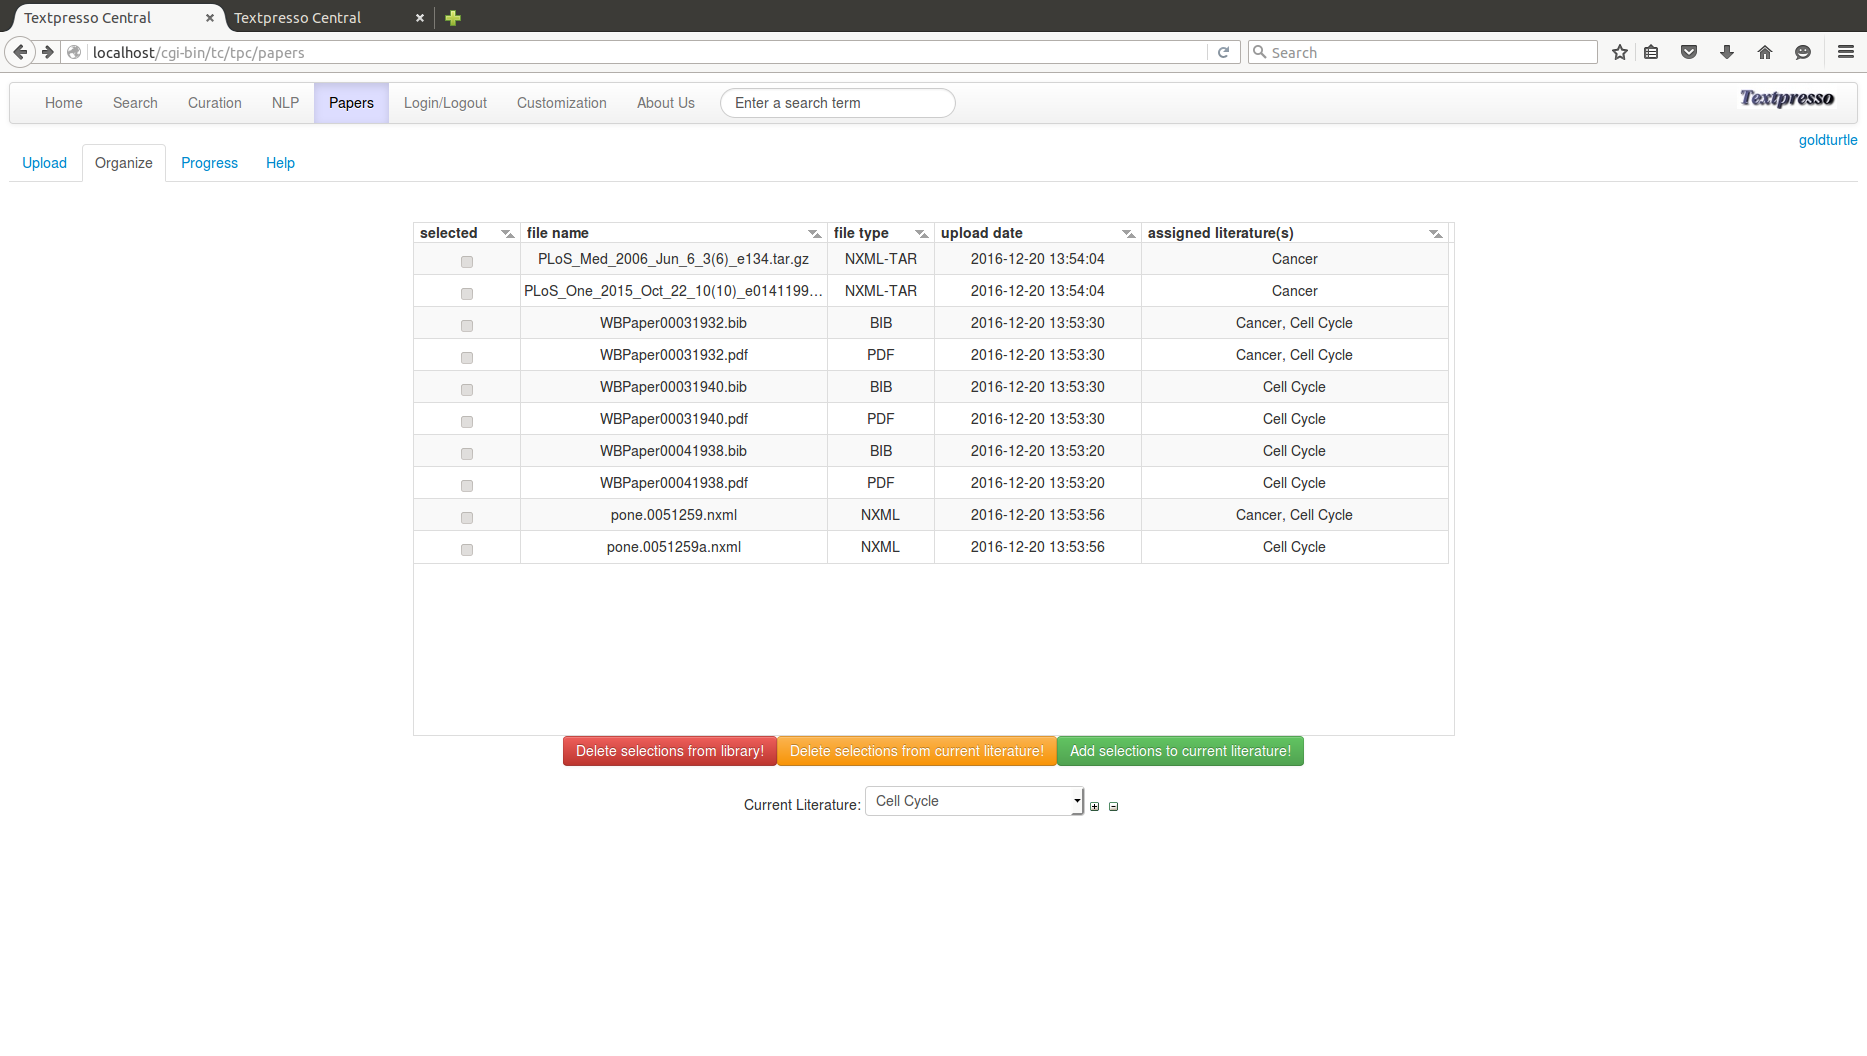 Textpresso Central
Textpresso Central
localhost/cgi-bin/tc/tpc/papers
Search
Home Search Curation NLP Papers Login/Logout Customization About Us Enter a search term Textpresso
goldturtle
Upload Organize Progress Help
selected file name file type upload date assigned literature(s)
PLoS_Med_2006_Jun_6_3(6)_e134.tar.gz NXML-TAR 2016-12-20 13:54:04 Cancer
PLoS_One_2015_Oct_22_10(10)_e0141199... NXML-TAR 2016-12-20 13:54:04 Cancer
WBPaper00031932.bib BIB 2016-12-20 13:53:30 Cancer, Cell Cycle
WBPaper00031932.pdf PDF 2016-12-20 13:53:30 Cancer, Cell Cycle
WBPaper00031940.bib BIB 2016-12-20 13:53:30 Cell Cycle
WBPaper00031940.pdf PDF 2016-12-20 13:53:30 Cell Cycle
WBPaper00041938.bib BIB 2016-12-20 13:53:20 Cell Cycle
WBPaper00041938.pdf PDF 2016-12-20 13:53:20 Cell Cycle
pone.0051259.nxml NXML 2016-12-20 13:53:56 Cancer, Cell Cycle
pone.0051259a.nxml NXML 2016-12-20 13:53:56 Cell Cycle
Delete selections from library! Delete selections from current literature! Add selections to current literature!
Current Literature: Cell Cycle